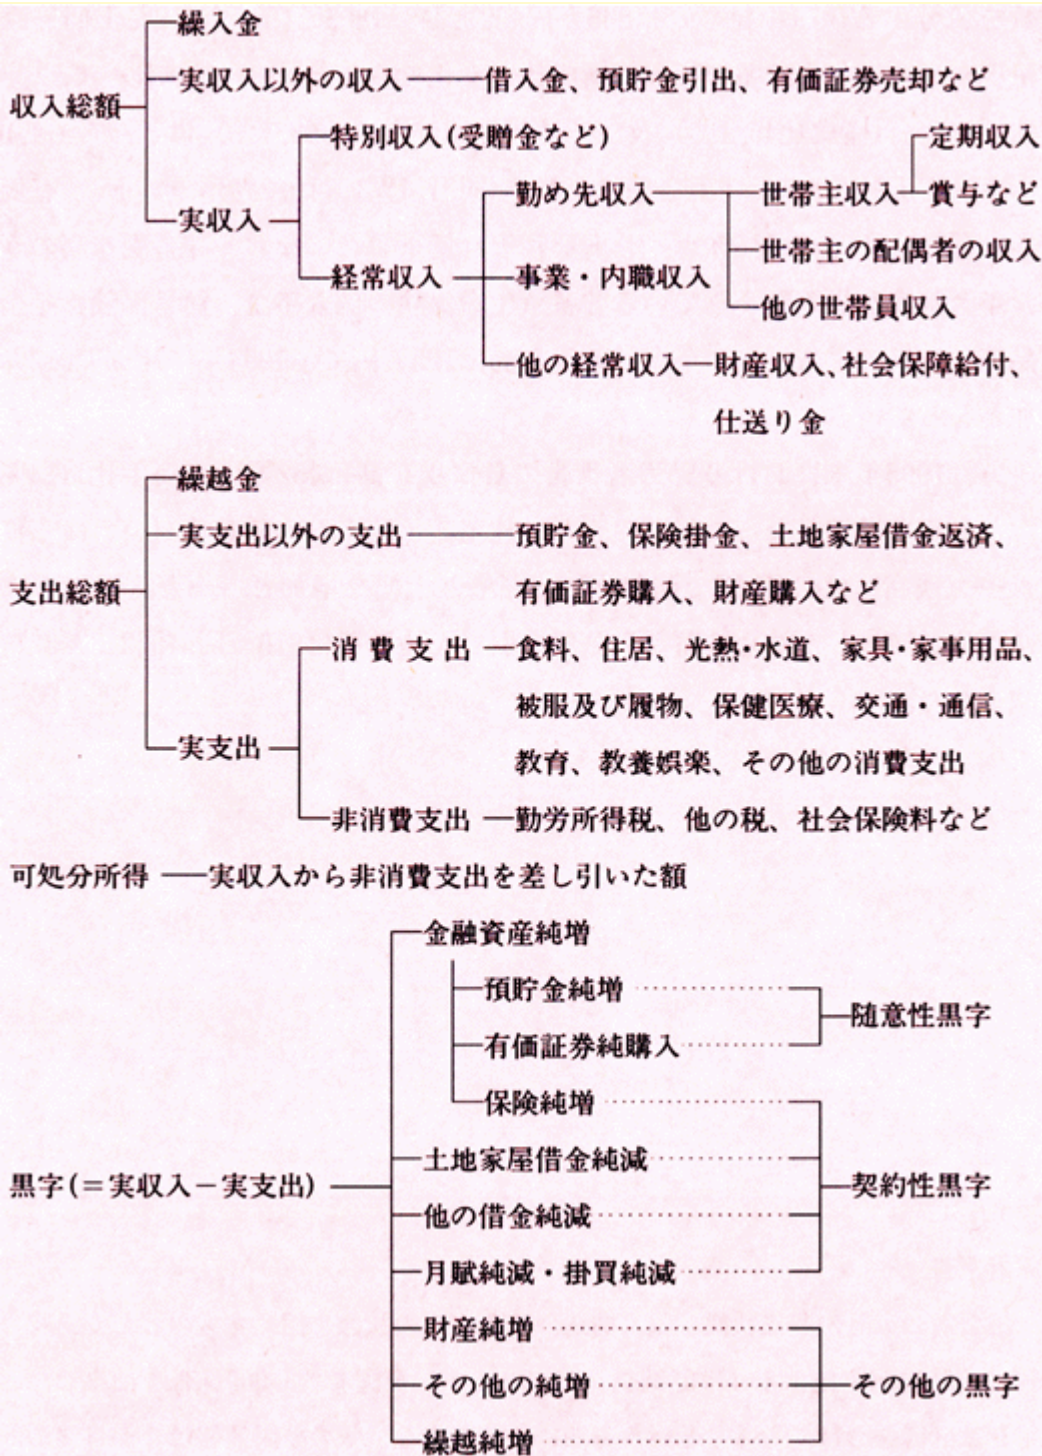 繰入金
実収入以外の収入 借入金、預貯金引出、有価証券売却など
収入総額
特別収入(受贈金など) 定期収入
勤め先収入 世帯主収入 賞与など
実収入
世帯主の配偶者の収入
経常収入 事業・内職収入
他の世帯員収入
他の経常収入 財産収入、社会保障給付、
仕送り金
繰越金
実支出以外の支出 預貯金、保険掛金、土地家屋借金返済、
支出総額 有価証券購入、財産購入など
消費支出 食料、住居、光熱・水道、家具・家事用品、
被服及び履物、保健医療、交通・通信、
実支出 教育、教養娯楽、その他の消費支出
非消費支出 勤労所得税、他の税、社会保険料など
可処分所得 実収入から非消費支出を差し引いた額
金融資産純増
預貯金純増
随意性黒字
有価証券純購入
保険純増
土地家屋借金純減
黒字(=実収入-実支出) 契約性黒字
他の借金純減
月賦純減・掛買純減
財産純増
その他の純増 その他の黒字
繰越純増